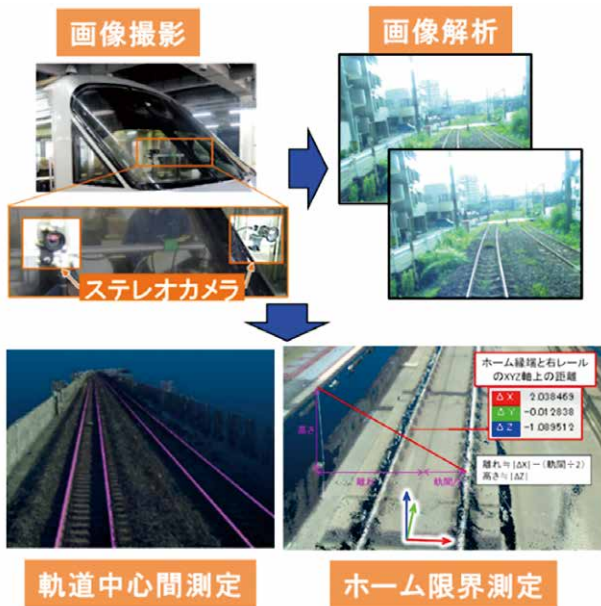 画像撮影
画像解析
ステレオカメラ
ホーム縁端と右レール
のXYZ軸上の距離
ΔX 2.038469
ΔY -0.012838
ΔZ -1.089512
高さ
離れ≒|ΔX|－(軌間÷2)
高さ≒|ΔZ|
離れ
軌間
軌道中心間測定
ホーム限界測定